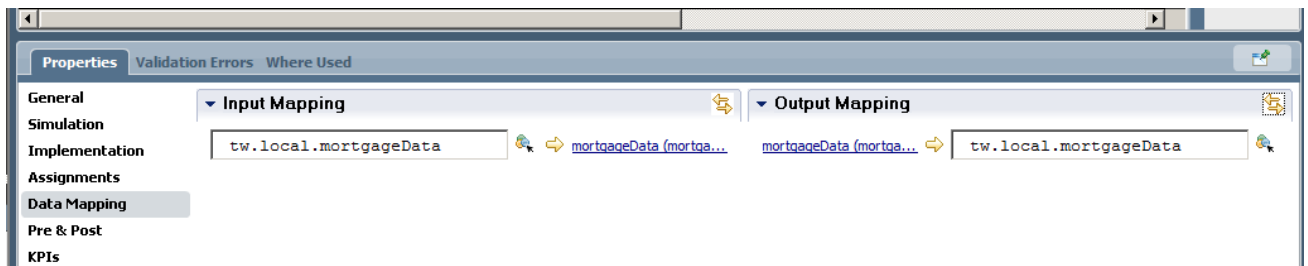 Properties Validation Errors Where Used
General
Simulation
Implementation
Assignments
Data Mapping
Pre & Post
KPIs
Input Mapping
tw.local.mortgageData mortgageData (mortga...
Output Mapping
mortgageData (mortga... tw.local.mortgageData